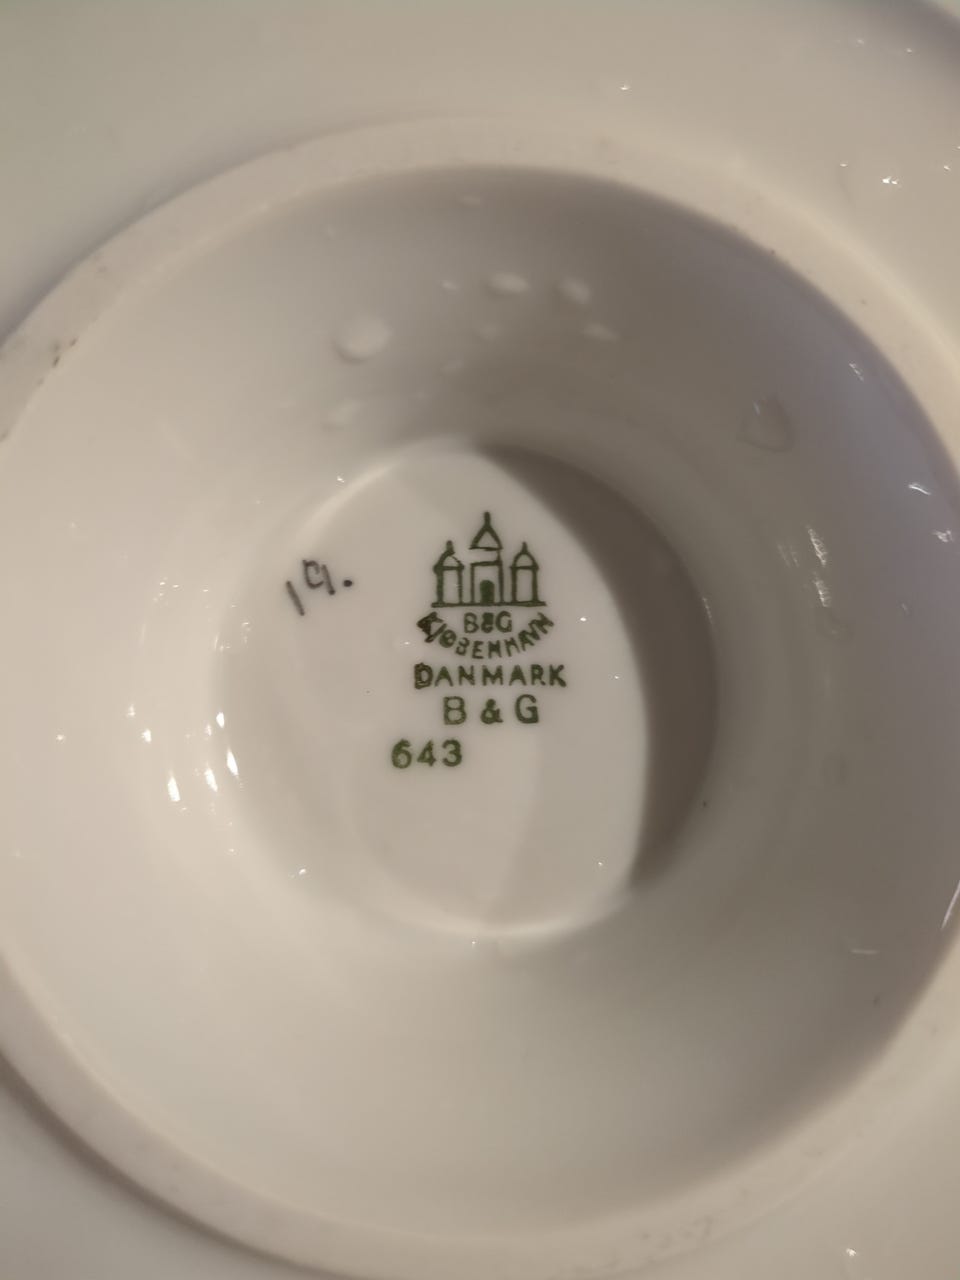 19.
B&G
KJØBENHAVN
DANMARK
B & G
643